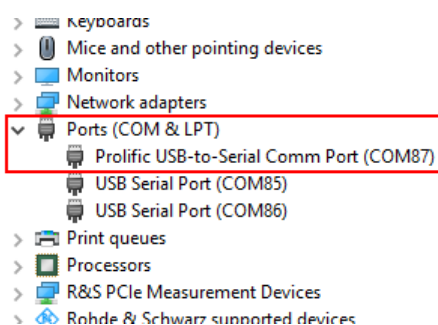 Keyboards
Mice and other pointing devices
Monitors
Network adapters
Ports (COM & LPT)
Prolific USB-to-Serial Comm Port (COM87)
USB Serial Port (COM85)
USB Serial Port (COM86)
Print queues
Processors
R&S PCIe Measurement Devices
Rohde & Schwarz supported devices